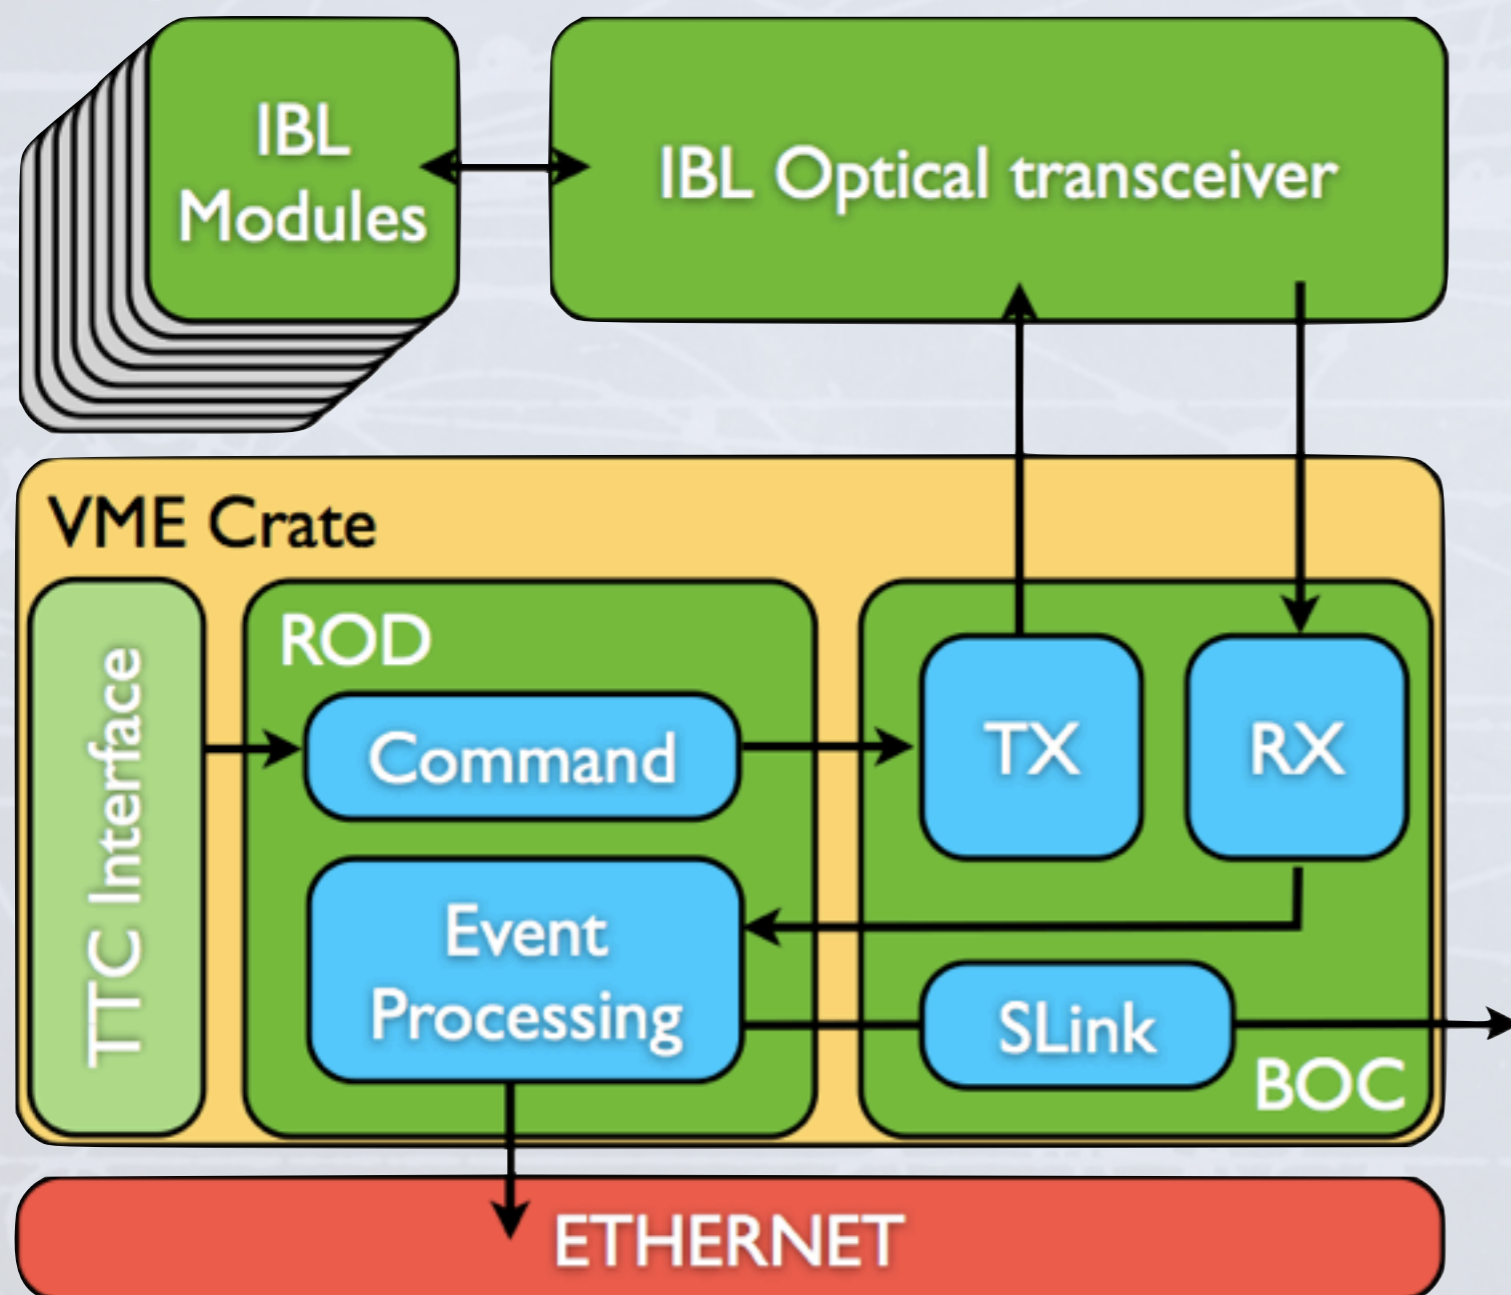 IBL
Modules
IBL Optical transceiver
VME Crate
TTC Interface
ROD
Command
TX
RX
Event
Processing
SLink
BOC
ETHERNET